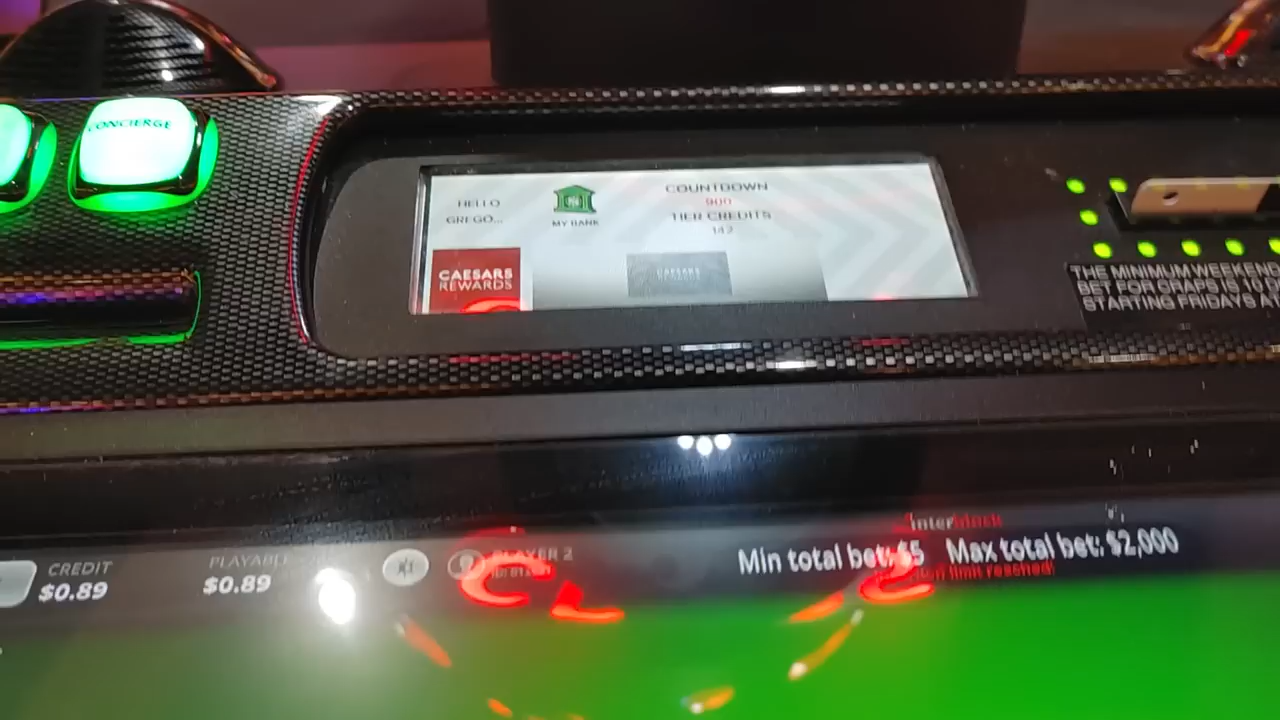 CONCIERGE
HELLO
GREGO...
MY BANK
COUNTDOWN
900
TIER CREDITS
142
CAESARS
REWARDS
THE MINIMUM WEEKEND
BET FOR CRAPS IS 10 D
STARTING FRIDAYS A
interblock
CREDIT
$0.89
PLAYABLE
$0.89
PLAYER 2
Min total bet: $5
Max total bet: $2,000
limit reached!